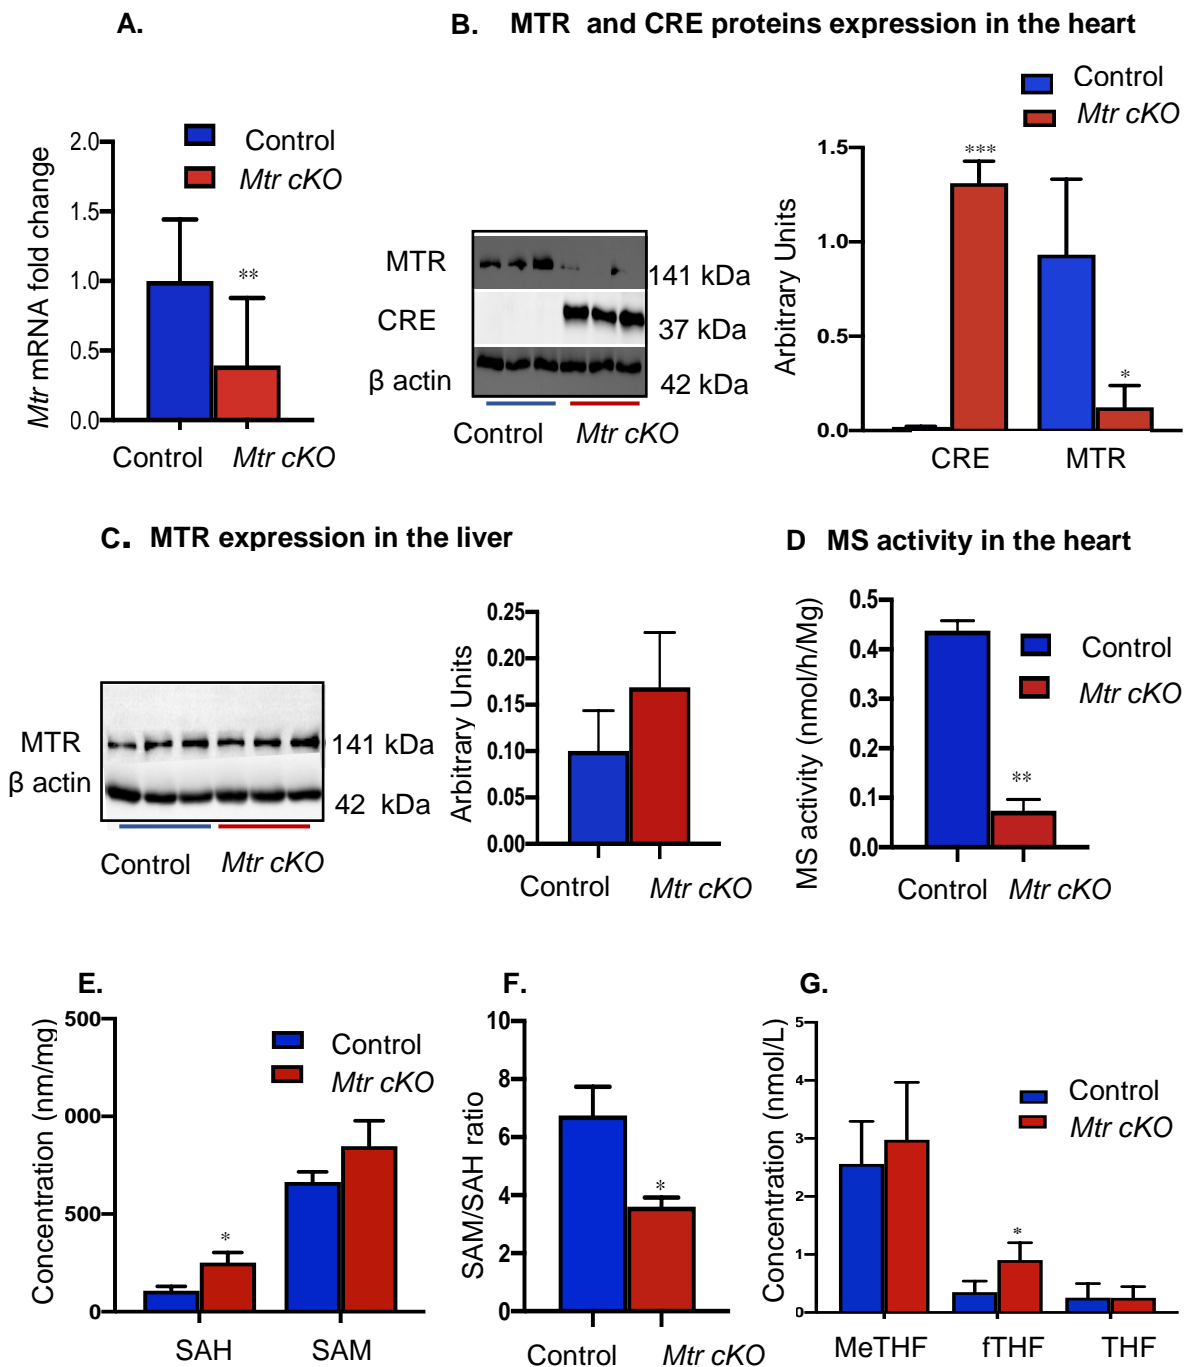 A.
B. MTR and CRE proteins expression in the heart
Control
Mtr cKO
2.0
1.5
1.0
0.5
0.0
Mtr mRNA fold change
**
Control Mtr cKO
MTR
CRE
β actin
141 kDa
37 kDa
42 kDa
Control Mtr cKO
Control
Mtr cKO
1.5
1.0
0.5
0.0
Arbitrary Units
***
*
CRE MTR
C. MTR expression in the liver
MTR
β actin
141 kDa
42 kDa
Control Mtr cKO
0.25
0.20
0.15
0.10
0.05
0.00
Arbitrary Units
Control Mtr cKO
D MS activity in the heart
0.5
0.4
0.3
0.2
0.1
0.0
MS activity (nmol/h/Mg)
Control
Mtr cKO
**
Control Mtr cKO
E.
500
000
500
0
Concentration (nm/mg)
Control
Mtr cKO
*
SAH SAM
F.
10
8
6
4
2
0
SAM/SAH ratio
*
Control Mtr cKO
G.
5
4
3
2
1
0
Concentration (nmol/L)
Control
Mtr cKO
*
MeTHF fTHF THF